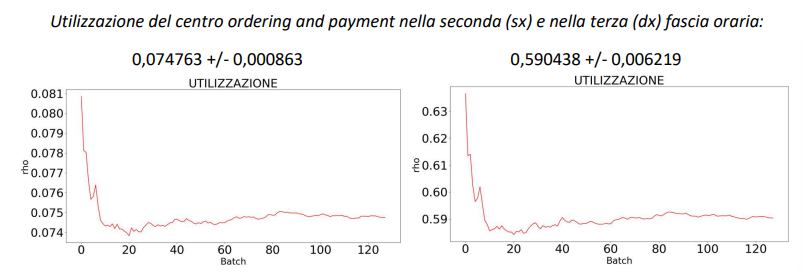 Utilizzazione del centro ordering and payment nella seconda (sx) e nella terza (dx) fascia oraria:
0,074763 +/- 0,000863
UTILIZZAZIONE
0.081
0.080
0.079
0.078
0.077
0.076
0.075
0.074
rho
0 20 40 60 80 100 120
Batch
0,590438 +/- 0,006219
UTILIZZAZIONE
0.63
0.62
0.61
0.60
0.59
rho
0 20 40 60 80 100 120
Batch